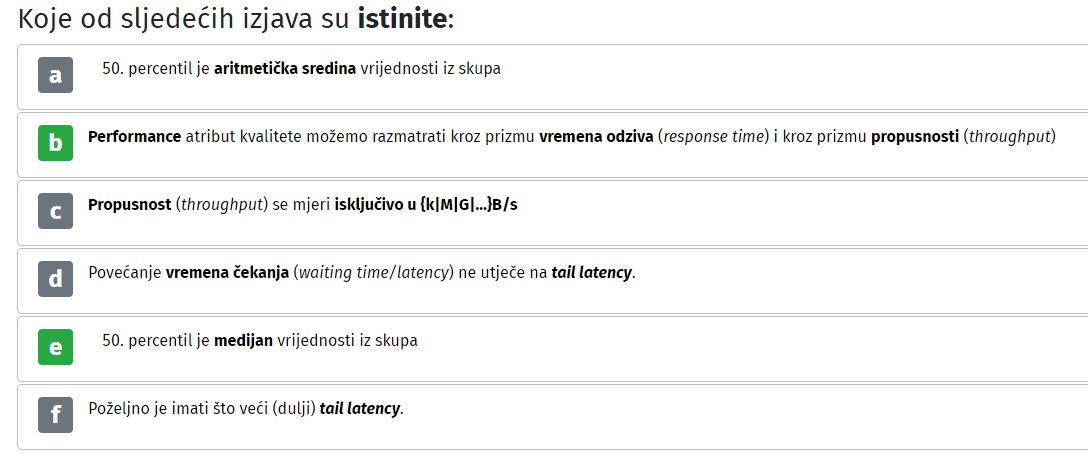 Koje od sljedećih izjava su istinite:
a 50. percentil je aritmetička sredina vrijednosti iz skupa
b Performance atribut kvalitete možemo razmatrati kroz prizmu vremena odziva (response time) i kroz prizmu propusnosti (throughput)
c Propusnost (throughput) se mjeri isključivo u {k|M|G|...}B/s
d Povećanje vremena čekanja (waiting time/latency) ne utječe na tail latency.
e 50. percentil je medijan vrijednosti iz skupa
f Poželjno je imati što veći (dulji) tail latency.